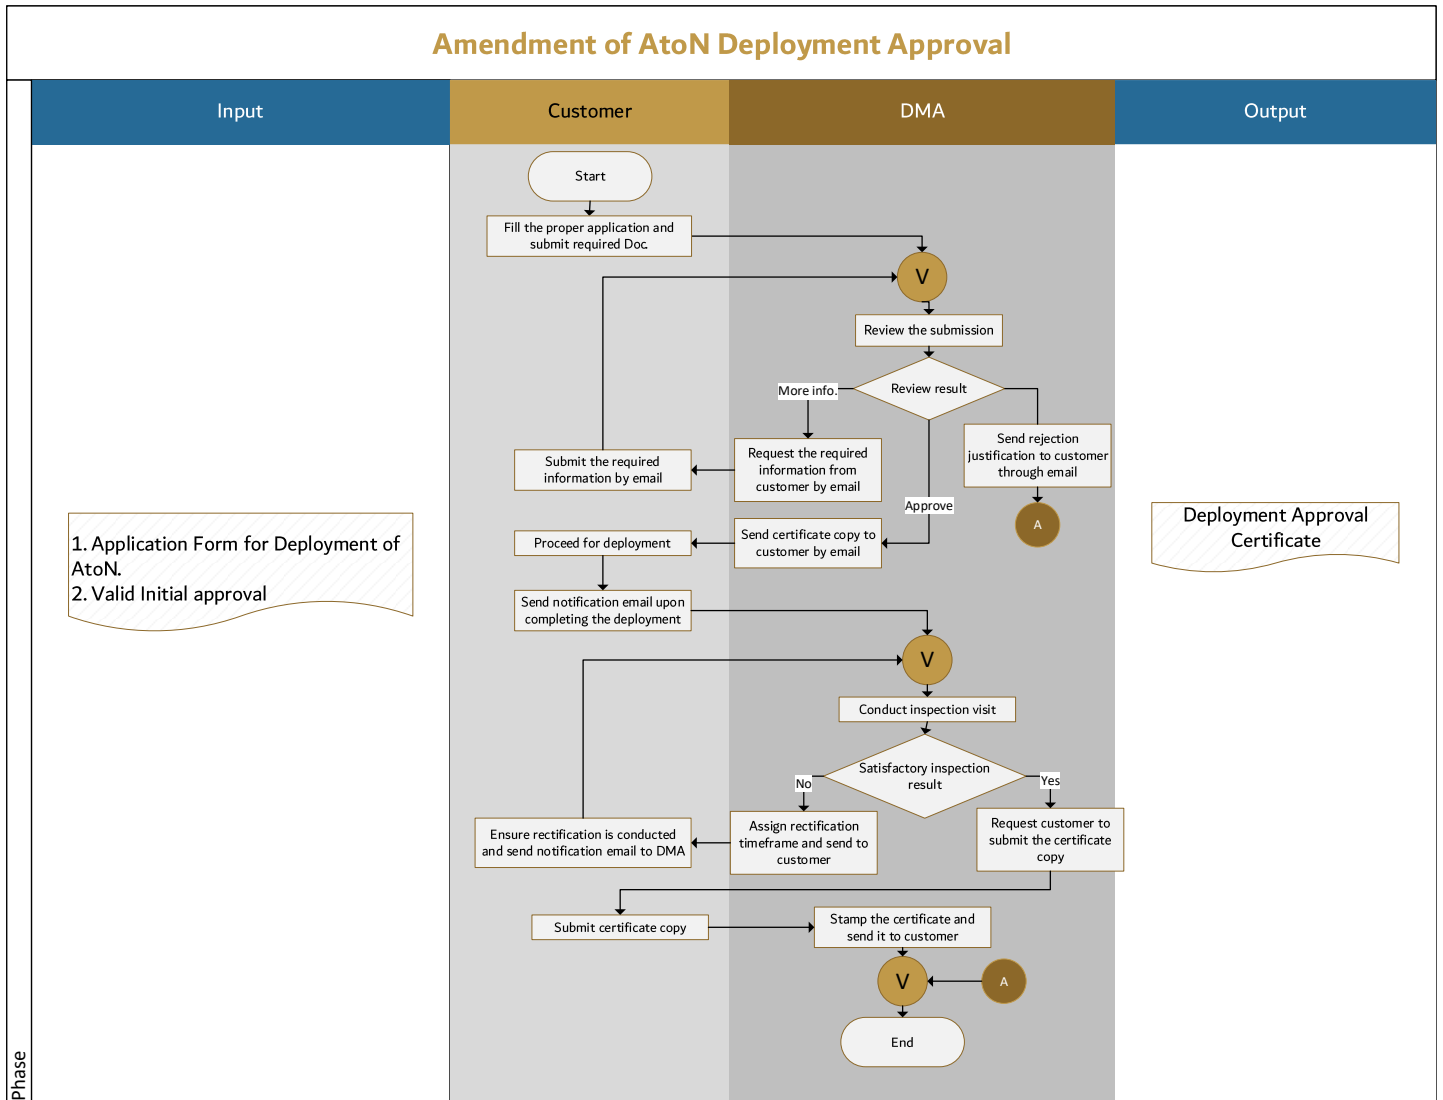 Amendment of AtoN Deployment Approval
Input
Customer
DMA
Output
Start
Fill the proper application and
submit required Doc.
V
Review the submission
Review result
More info.
Send rejection
justification to customer
through email
Request the required
information from
customer by email
Submit the required
information by email
Approve
A
Send certificate copy to
customer by email
Proceed for deployment
1. Application Form for Deployment of
AtoN.
2. Valid Initial approval
Deployment Approval
Certificate
Send notification email upon
completing the deployment
V
Conduct inspection visit
Satisfactory inspection
result
No
Yes
Assign rectification
timeframe and send to
customer
Request customer to
submit the certificate
copy
Ensure rectification is conducted
and send notification email to DMA
Submit certificate copy
Stamp the certificate and
send it to customer
V
A
End
Phase